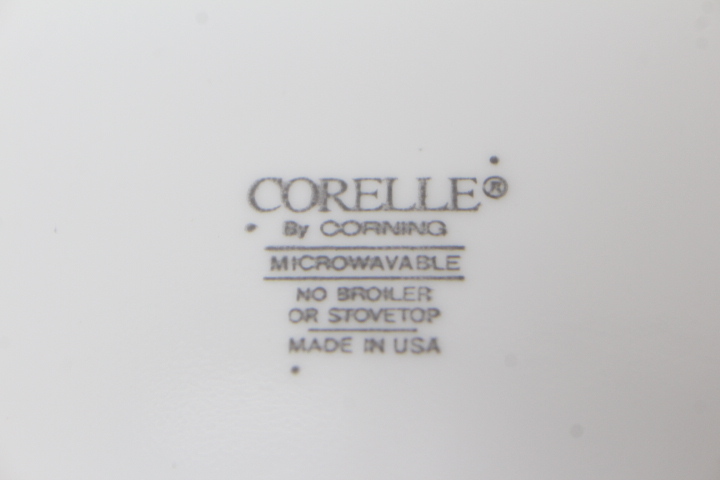 CORELLE®
By CORNING
MICROWAVABLE
NO BROILER
OR STOVETOP
MADE IN USA